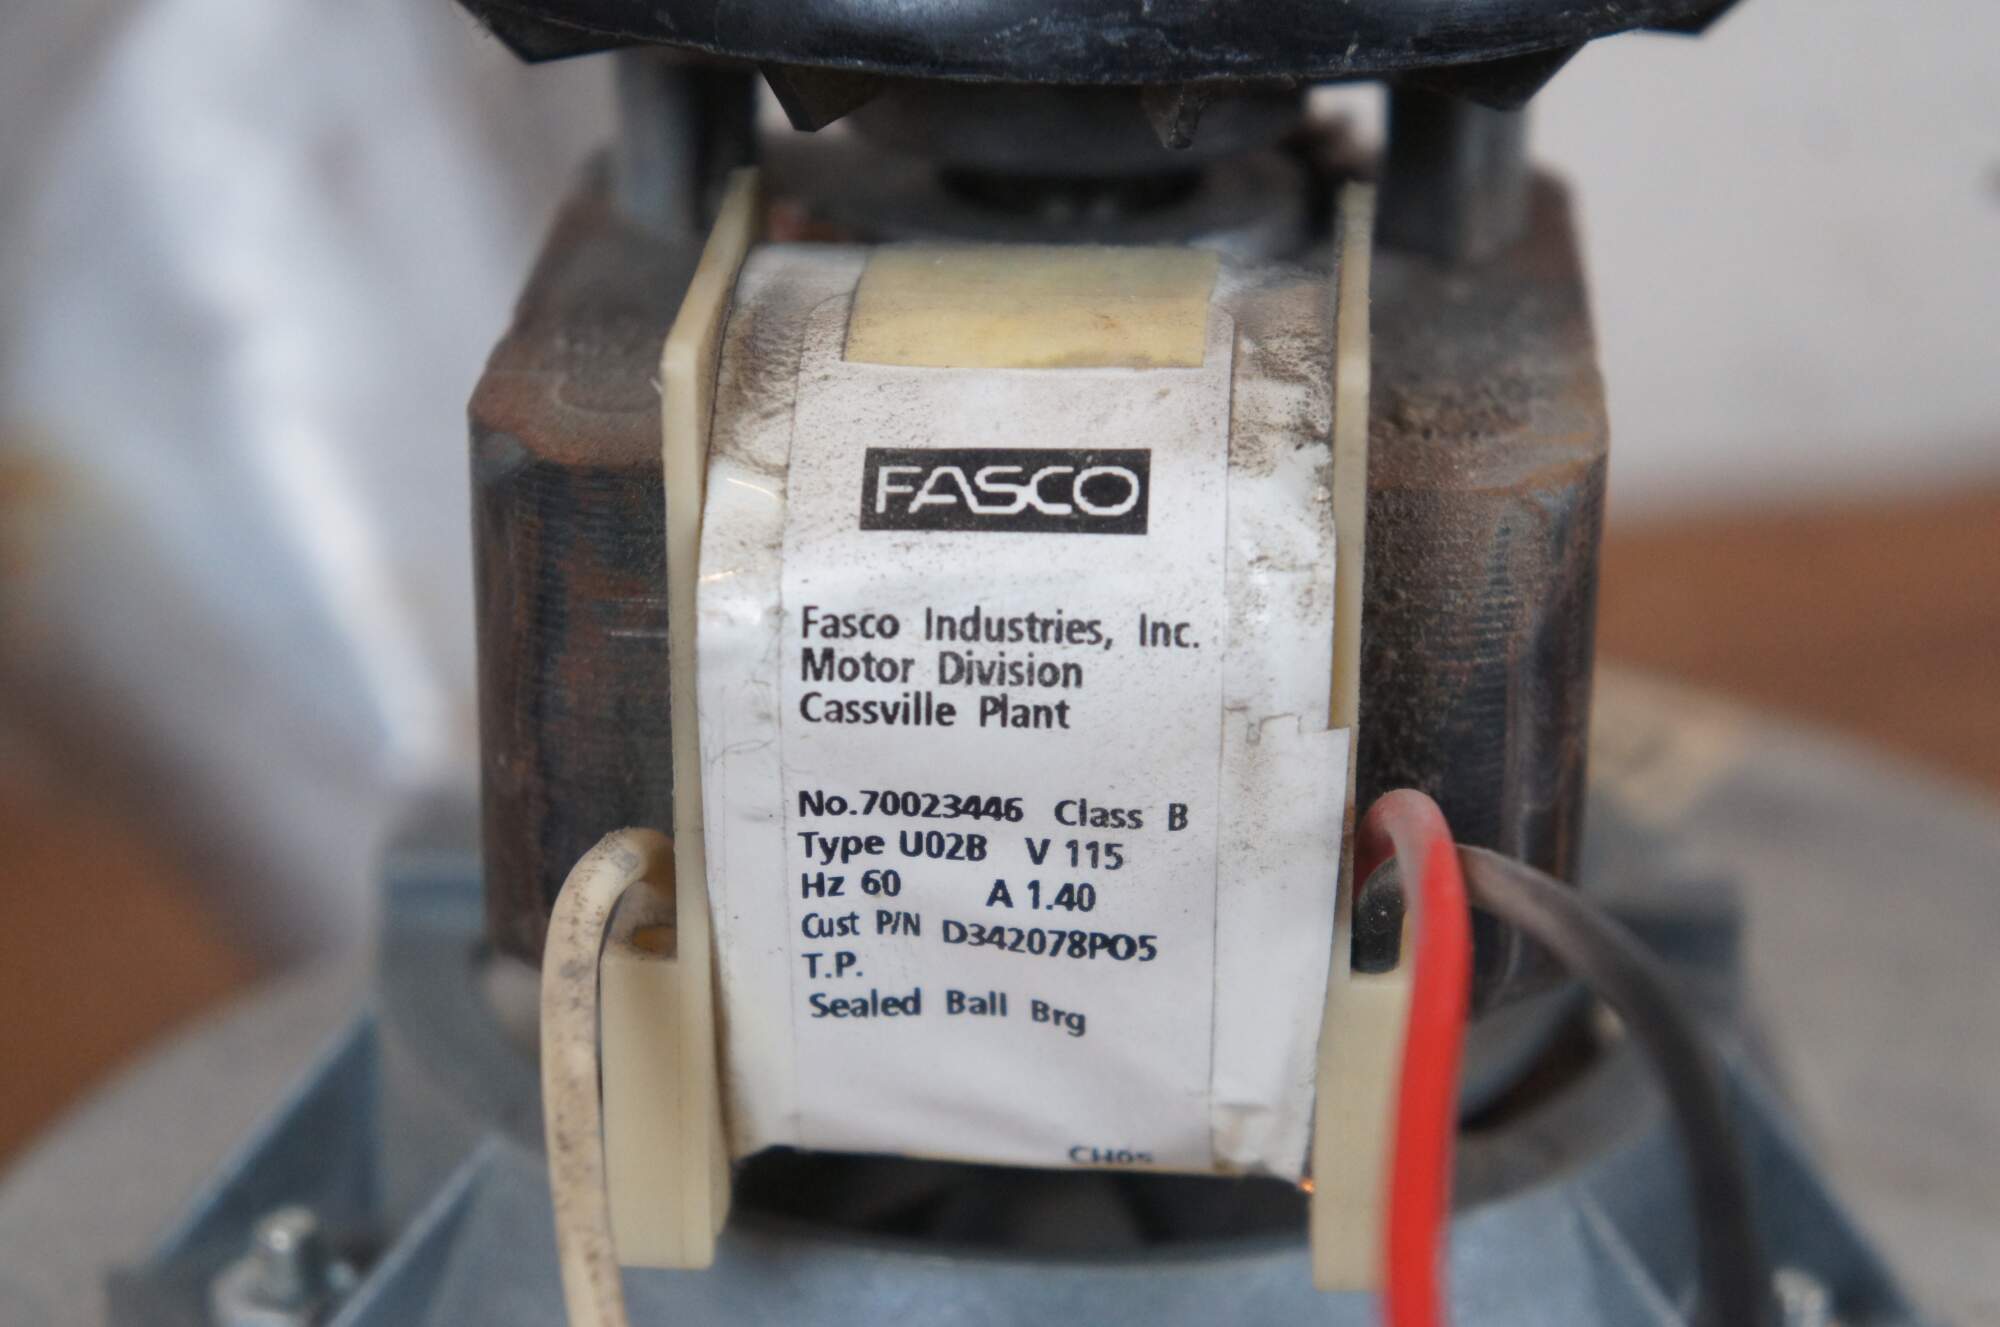 FASCO
Fasco Industries, Inc.
Motor Division
Cassville Plant
No.70023446 Class B
Type U02B V 115
Hz 60 A 1.40
Cust P/N D342078PO5
T.P.
Sealed Ball Brg